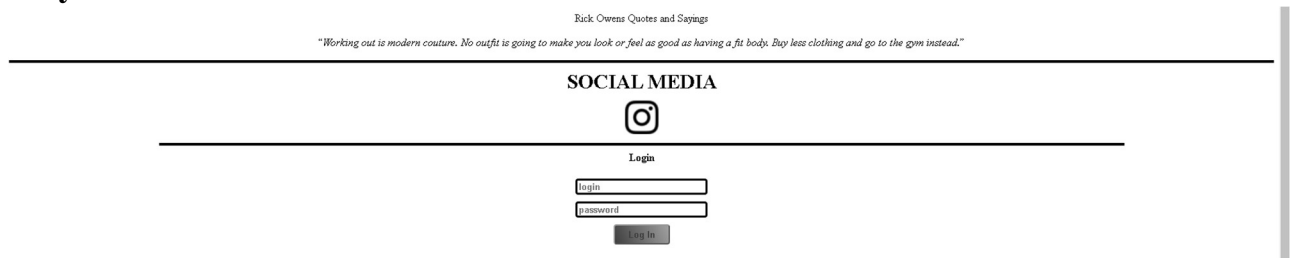 Rick Owens Quotes and Sayings
“Working out is modern couture. No outfit is going to make you look or feel as good as having a fit body. Buy less clothing and go to the gym instead.”
SOCIAL MEDIA
Login
login
password
Log In